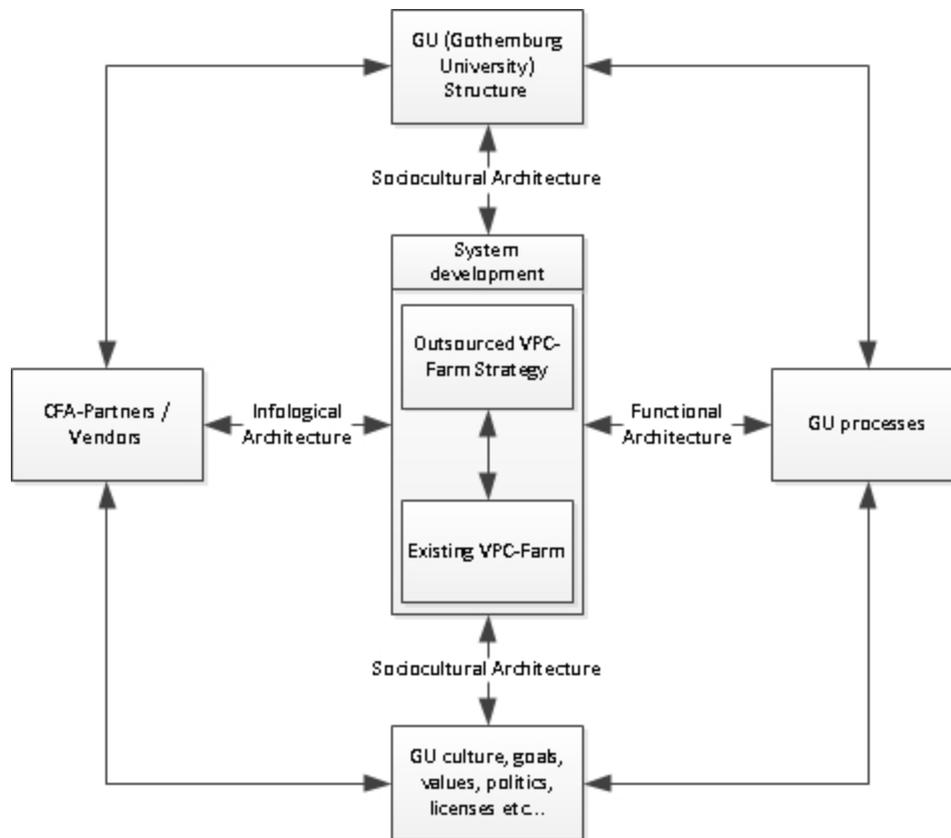 GU (Gothernburg
University)
Structure
Sociocultural Architecture
System
development
Outsourced VPC-
Farm Strategy
CFA-Partners /
Vendors
Infological
Architecture
Functional
Architecture
GU processes
Existing VPC-Farm
Sociocultural Architecture
GU culture, goals,
values, politics,
licenses etc...